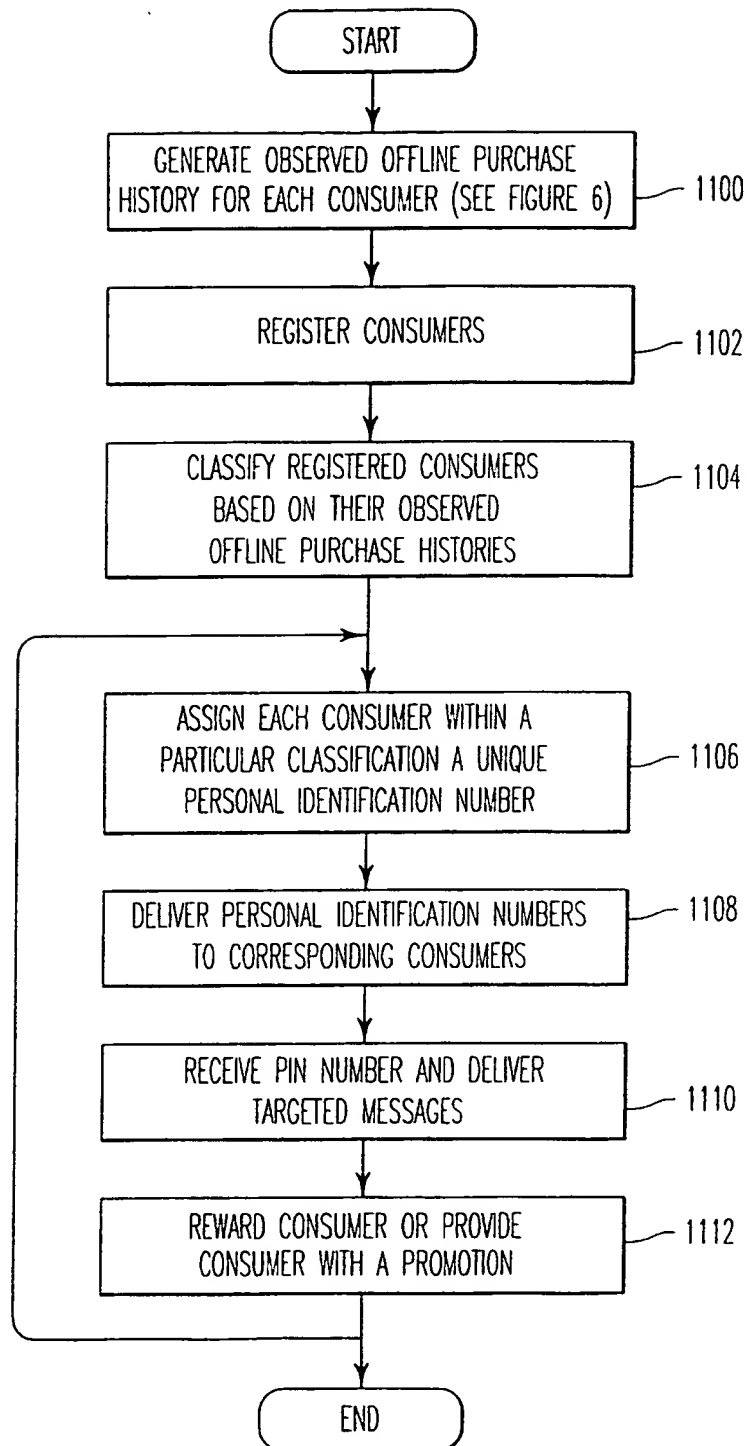 START
GENERATE OBSERVED OFFLINE PURCHASE
HISTORY FOR EACH CONSUMER (SEE FIGURE 6)
1100
REGISTER CONSUMERS
1102
CLASSIFY REGISTERED CONSUMERS
BASED ON THEIR OBSERVED
OFFLINE PURCHASE HISTORIES
1104
ASSIGN EACH CONSUMER WITHIN A
PARTICULAR CLASSIFICATION A UNIQUE
PERSONAL IDENTIFICATION NUMBER
1106
DELIVER PERSONAL IDENTIFICATION NUMBERS
TO CORRESPONDING CONSUMERS
1108
RECEIVE PIN NUMBER AND DELIVER
TARGETED MESSAGES
1110
REWARD CONSUMER OR PROVIDE
CONSUMER WITH A PROMOTION
1112
END